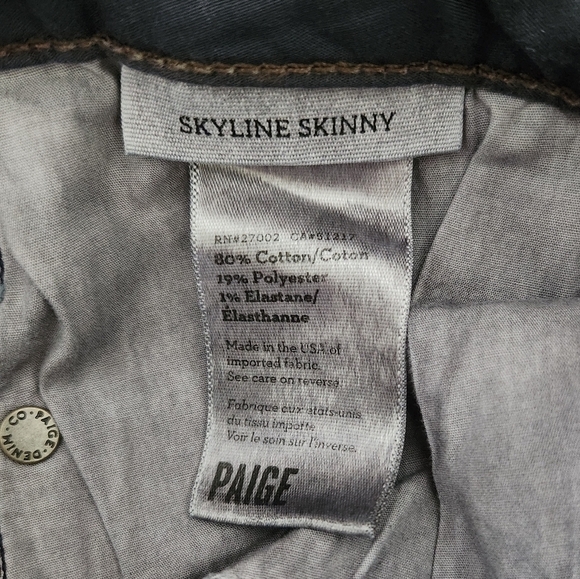 SKYLINE SKINNY
RN#27002 CA#51217
80% Cotton/Coton
19% Polyester
1% Elastane/
Élasthanne
Made in the USA of
imported fabric.
See care on reverse.
Fabrique aux états-unis
du tissu importe.
Voir le soin sur l'inverse.
PAIGE
CO·PAIGE·DENIM·